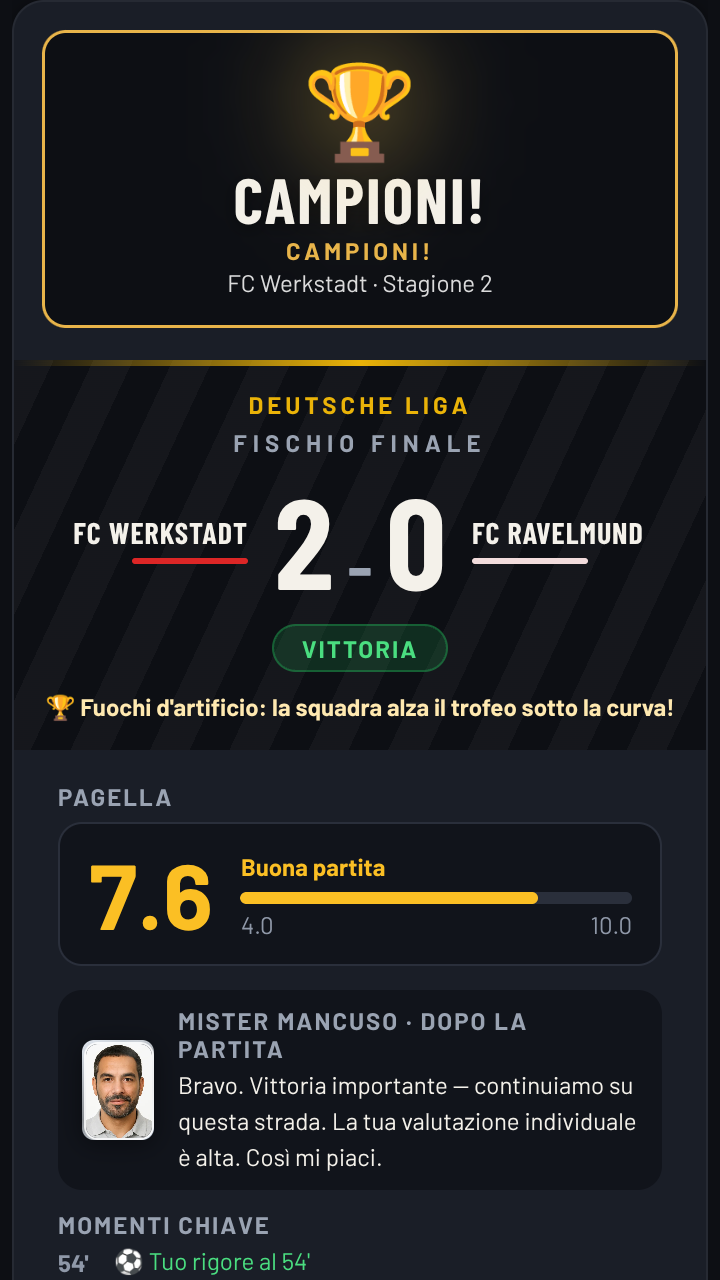 CAMPIONI!
CAMPIONI!
FC Werkstadt · Stagione 2
DEUTSCHE LIGA
FISCHIO FINALE
FC WERKSTADT 2 - 0 FC RAVELMUND
VITTORIA
🏆 Fuochi d'artificio: la squadra alza il trofeo sotto la curva!
PAGELLA
7.6
Buona partita
4.0 10.0
MISTER MANCUSO · DOPO LA
PARTITA
Bravo. Vittoria importante — continuiamo su
questa strada. La tua valutazione individuale
è alta. Così mi piaci.
MOMENTI CHIAVE
54' ⚽ Tuo rigore al 54'